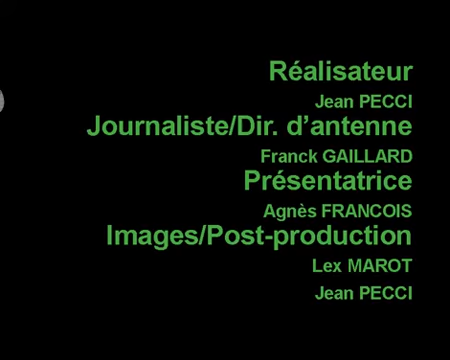 Réalisateur
Jean PECCI
Journaliste/Dir. d’antenne
Franck GAILLARD
Présentatrice
Agnès FRANCOIS
Images/Post-production
Lex MAROT
Jean PECCI